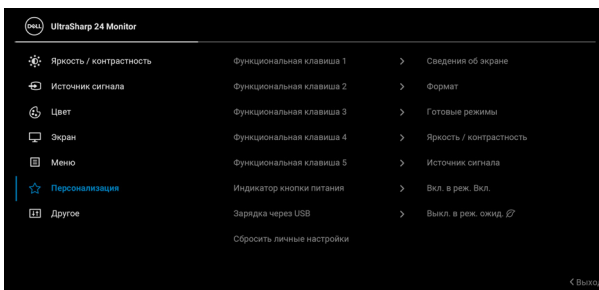 DELL UltraSharp 24 Monitor
Яркость / контрастность Функциональная клавиша 1 Сведения об экране
Источник сигнала Функциональная клавиша 2 Формат
Цвет Функциональная клавиша 3 Готовые режимы
Экран Функциональная клавиша 4 Яркость / контрастность
Меню Функциональная клавиша 5 Источник сигнала
Персонализация Индикатор кнопки питания Вкл. в реж. Вкл.
Другое Зарядка через USB Выкл. в реж. ожид.
Сбросить личные настройки
Выход